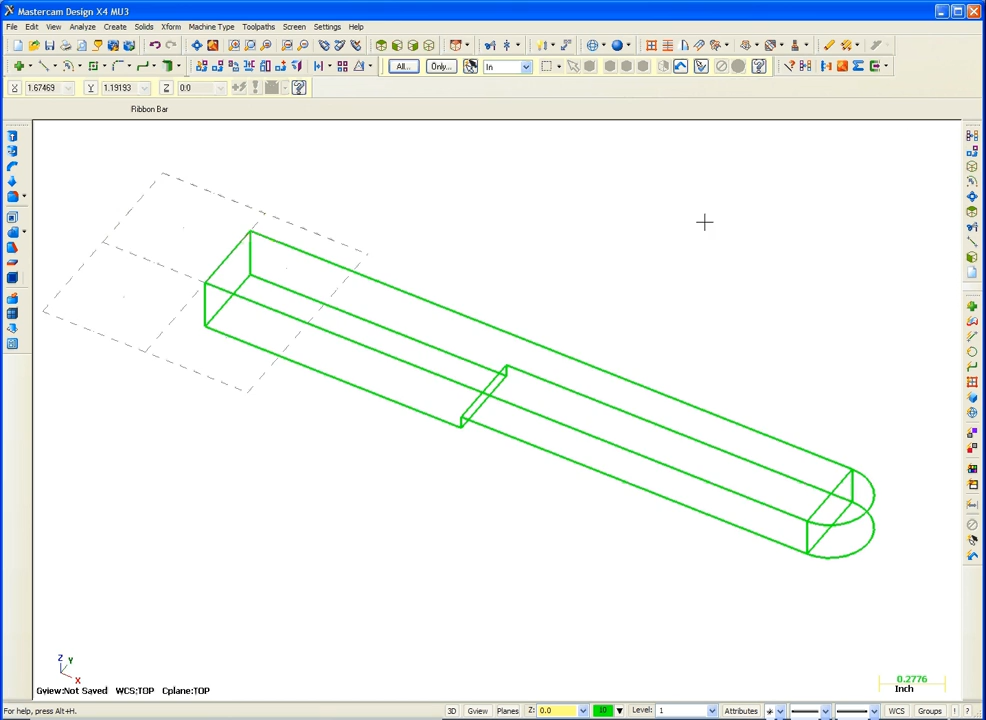 Mastercam Design X4 MU3
File Edit View Analyze Create Solids Xform Machine Type Toolpaths Screen Settings Help
All... Only... In
X 1.67469 Y 1.19193 Z 0:0
Ribbon Bar
Z Y
X
0.2776
Inch
Gview:Not Saved WCS:TOP Cplane:TOP
For help, press Alt+H. 3D Gview Planes Z: 0.0 10 Level: 1 Attributes WCS Groups ! ?